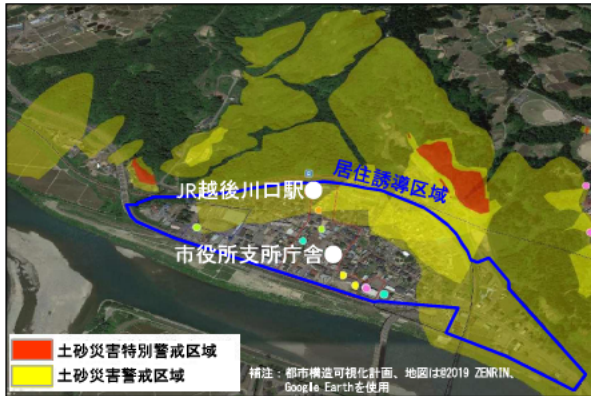 居住誘導区域
JR越後川口駅
市役所支所庁舎
土砂災害特別警戒区域
土砂災害警戒区域
補注:都市構造可視化計画、地図は©2019 ZENRIN、
Google Earthを使用